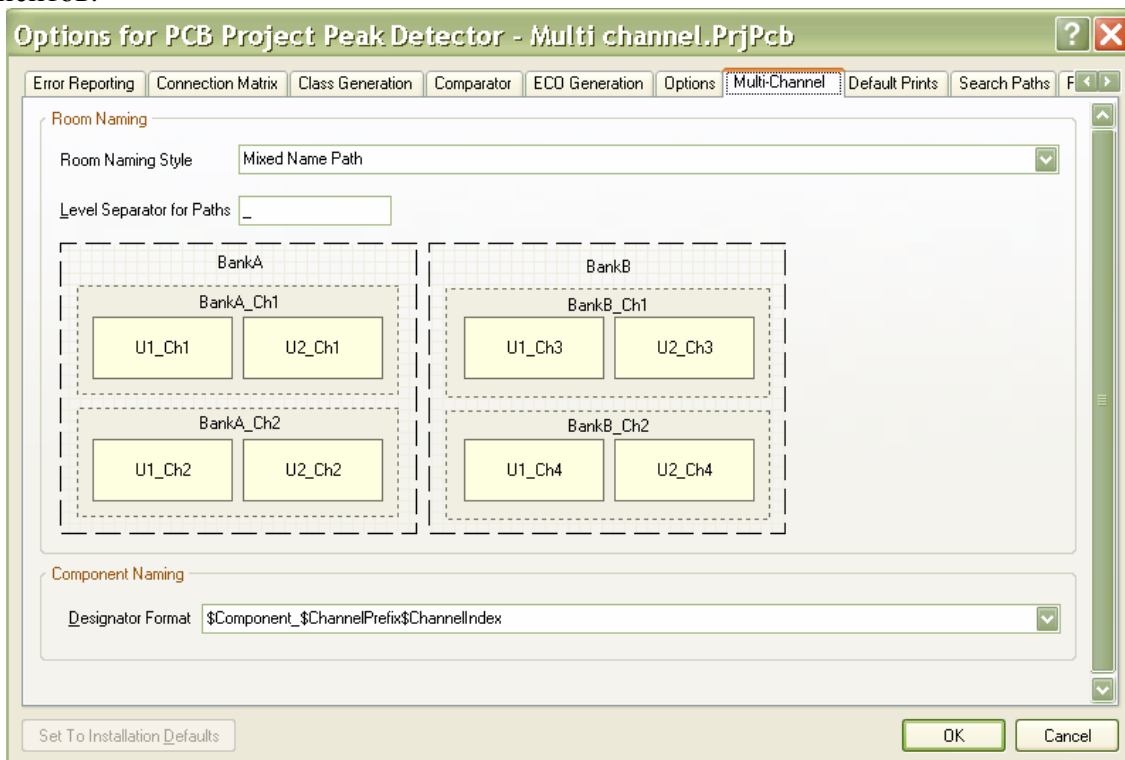 Options for PCB Project Peak Detector - Multi channel.PrjPcb
Error Reporting Connection Matrix Class Generation Comparator ECO Generation Options Multi-Channel Default Prints Search Paths
Room Naming
Room Naming Style Mixed Name Path
Level Separator for Paths _
BankA BankB
BankA_Ch1 BankB_Ch1
U1_Ch1 U2_Ch1 U1_Ch3 U2_Ch3
BankA_Ch2 BankB_Ch2
U1_Ch2 U2_Ch2 U1_Ch4 U2_Ch4
Component Naming
Designator Format $Component_$ChannelPrefix$ChannelIndex
Set To Installation Defaults OK Cancel